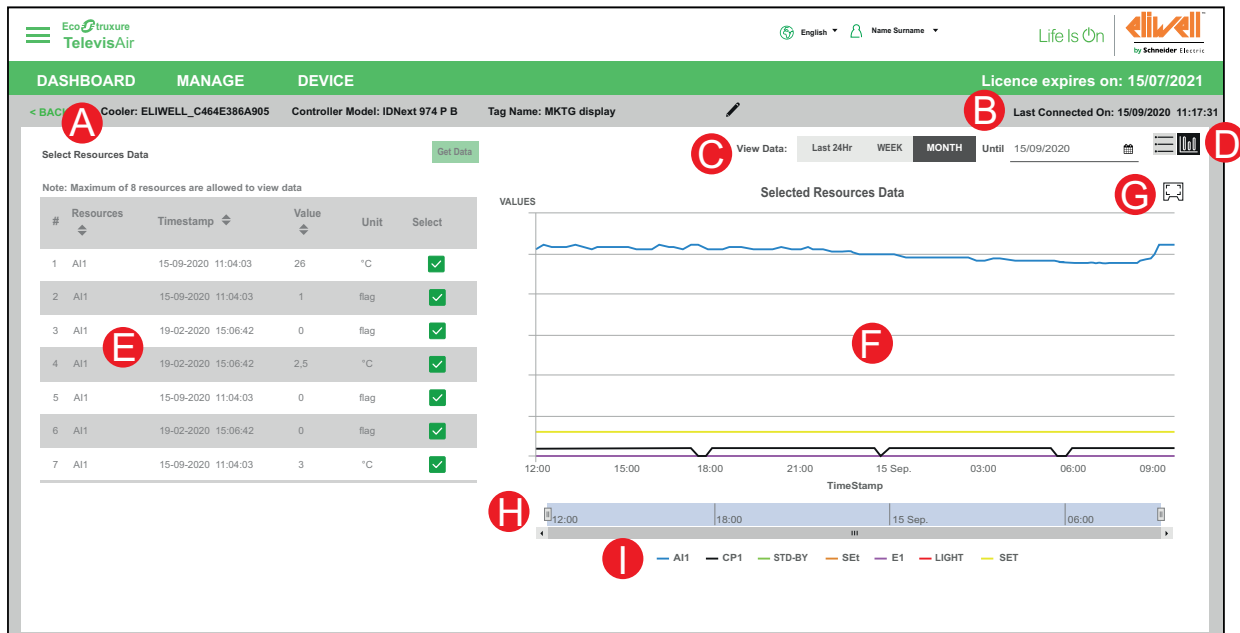 EcoStruxure
TelevisAir
English
Name Surname
Life Is On
eliwell
by Schneider Electric
DASHBOARD MANAGE DEVICE
Licence expires on: 15/07/2021
< BAC
A
Cooler: ELIWELL_C464E386A905 Controller Model: IDNext 974 P B Tag Name: MKTG display
B
Last Connected On: 15/09/2020 11:17:31
Select Resources Data
Get Data
C
View Data: Last 24Hr WEEK MONTH Until 15/09/2020
D
Note: Maximum of 8 resources are allowed to view data
G
# Resources Timestamp Value Unit Select
1 AI1 15-09-2020 11:04:03 26 °C
2 AI1 15-09-2020 11:04:03 1 flag
3 AI1 19-02-2020 15:06:42 0 flag
4 AI1 19-02-2020 15:06:42 2,5 °C
5 AI1 15-09-2020 11:04:03 0 flag
6 AI1 19-02-2020 15:06:42 0 flag
7 AI1 15-09-2020 11:04:03 3 °C
E
Selected Resources Data
VALUES
F
12:00 15:00 18:00 21:00 15 Sep. 03:00 06:00 09:00
TimeStamp
H
12:00 18:00 15 Sep. 06:00
I
AI1 CP1 STD-BY SEt E1 LIGHT SET